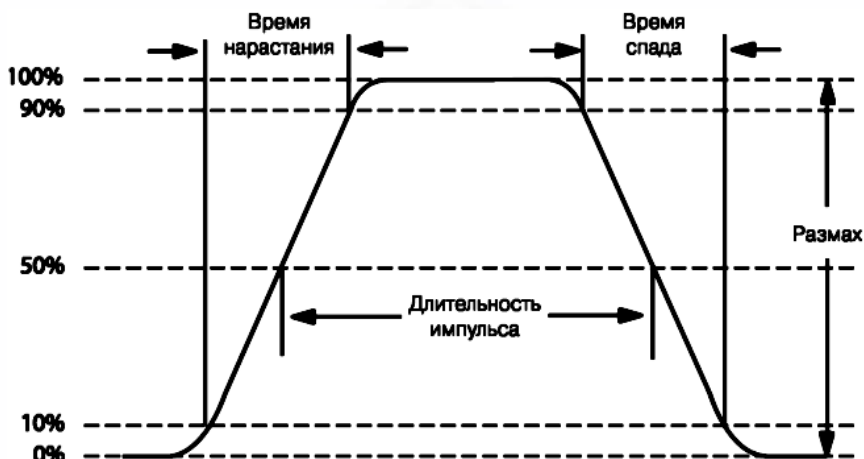 Время
нарастания
Время
спада
100%
90%
Размах
50%
Длительность
импульса
10%
0%